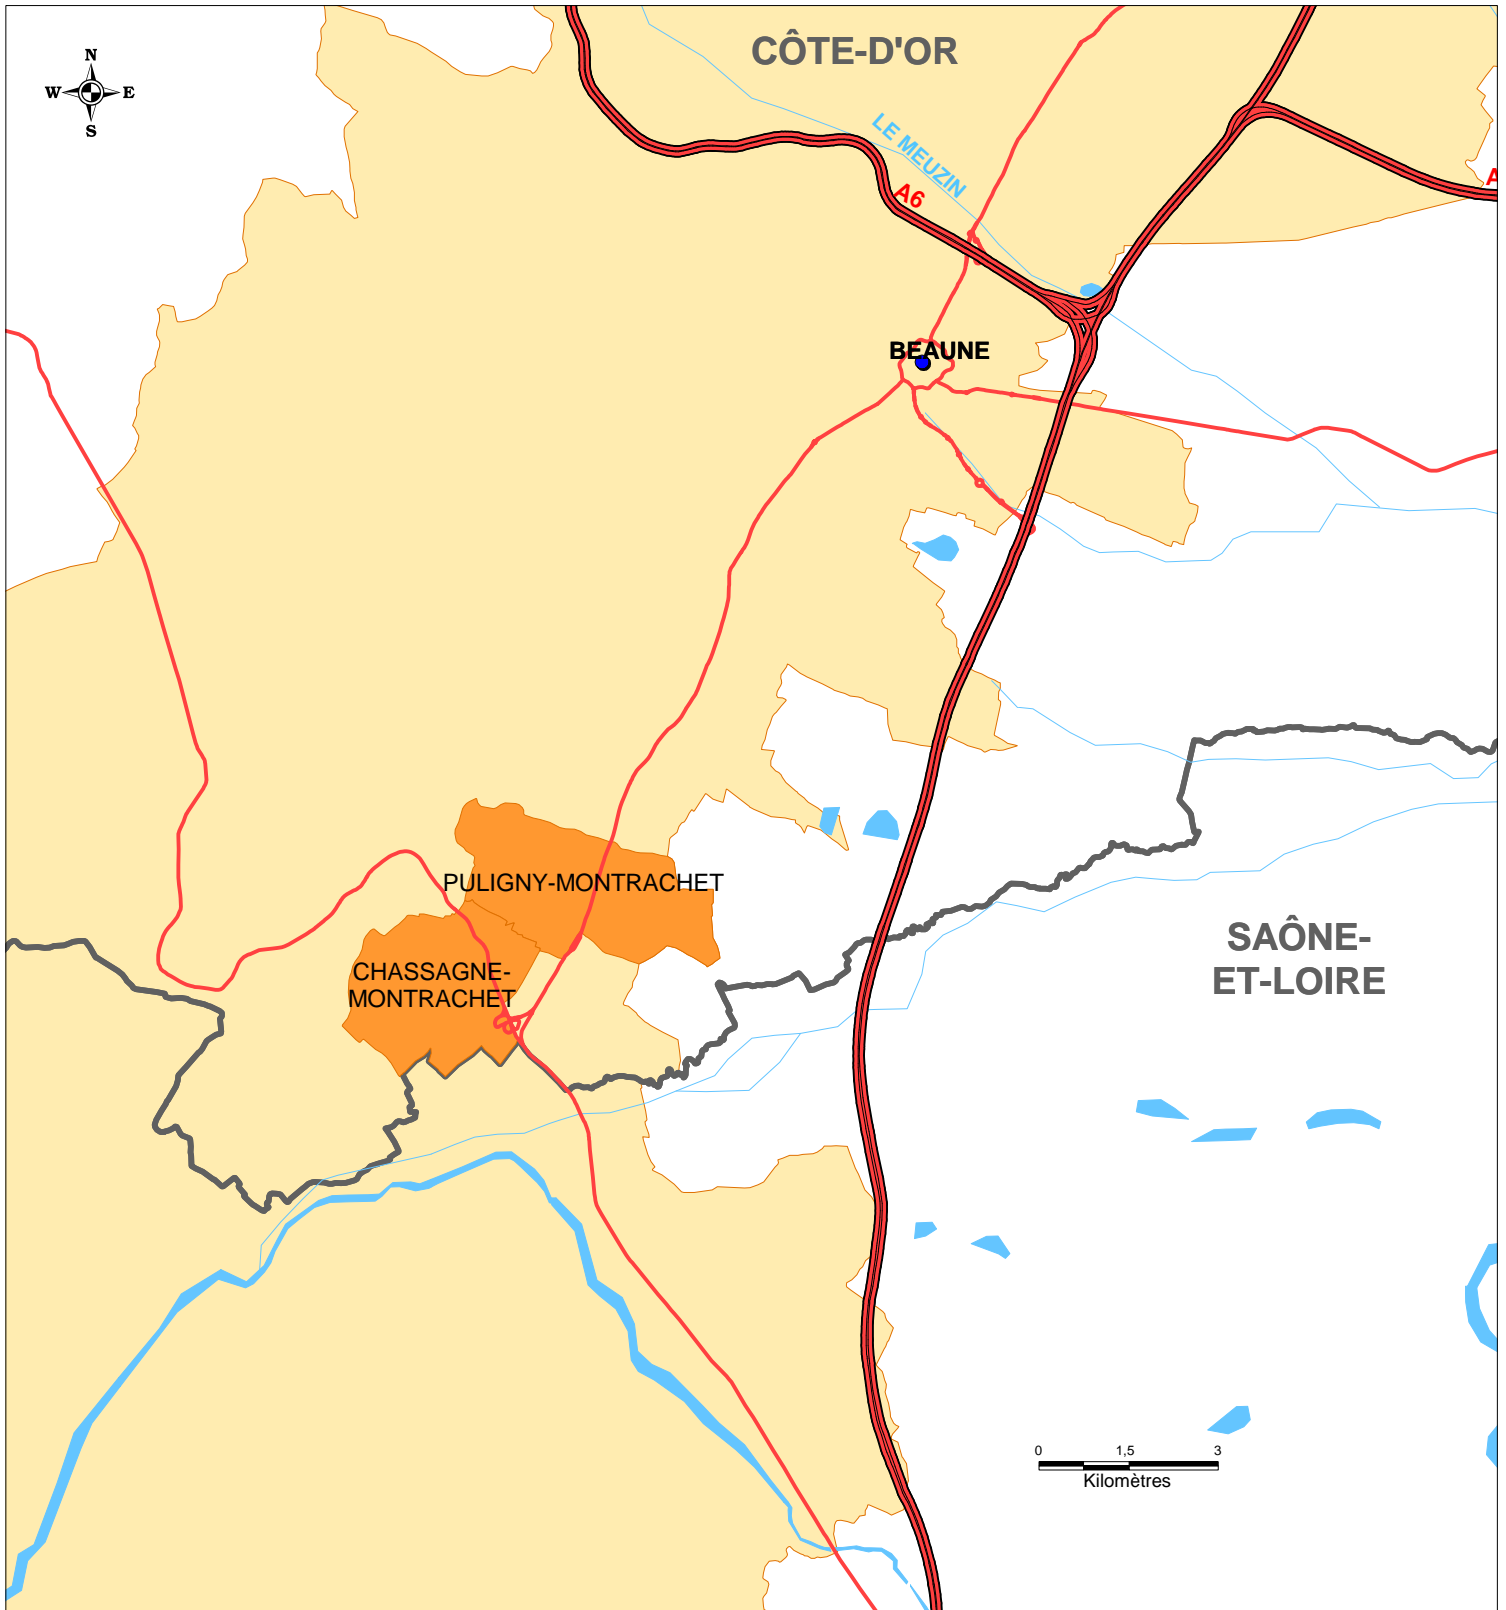 CÔTE-D'OR
N
W E
S
LE MEUZIN
A6
A
BEAUNE
PULIGNY-MONTRACHET
CHASSAGNE-
MONTRACHET
SAÔNE-
ET-LOIRE
0 1,5 3
Kilomètres